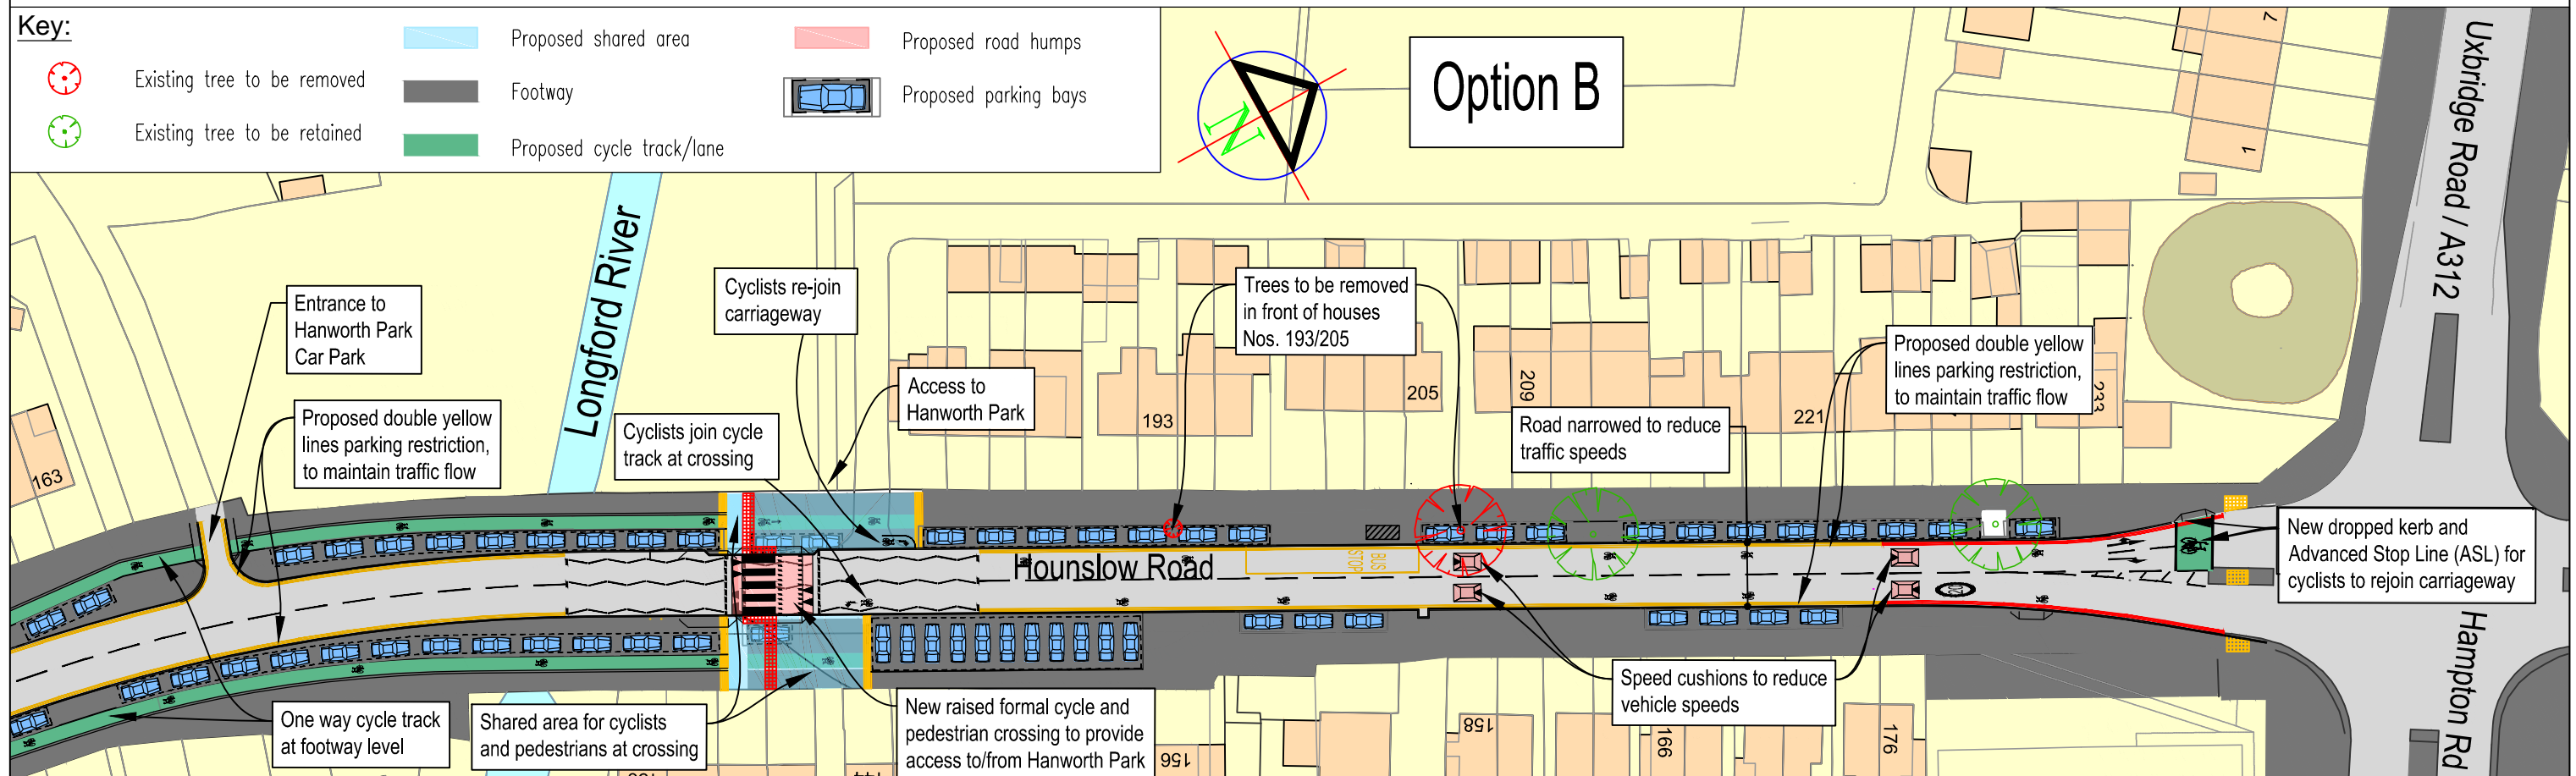 Key:
Existing tree to be removed
Existing tree to be retained
Proposed shared area
Footway
Proposed cycle track/lane
Proposed road humps
Proposed parking bays
N
Option B
7
1
Uxbridge Road / A312
Longford River
Entrance to
Hanworth Park
Car Park
Cyclists re-join
carriageway
Trees to be removed
in front of houses
Nos. 193/205
Proposed double yellow
lines parking restriction,
to maintain traffic flow
Access to
Hanworth Park
Proposed double yellow
lines parking restriction,
to maintain traffic flow
Cyclists join cycle
track at crossing
Road narrowed to reduce
traffic speeds
163
193
205
209
221
233
Hounslow Road
BUS
STOP
20
New dropped kerb and
Advanced Stop Line (ASL) for
cyclists to rejoin carriageway
One way cycle track
at footway level
Shared area for cyclists
and pedestrians at crossing
New raised formal cycle and
pedestrian crossing to provide
access to/from Hanworth Park
Speed cushions to reduce
vehicle speeds
156
158
166
176
Hampton Rd